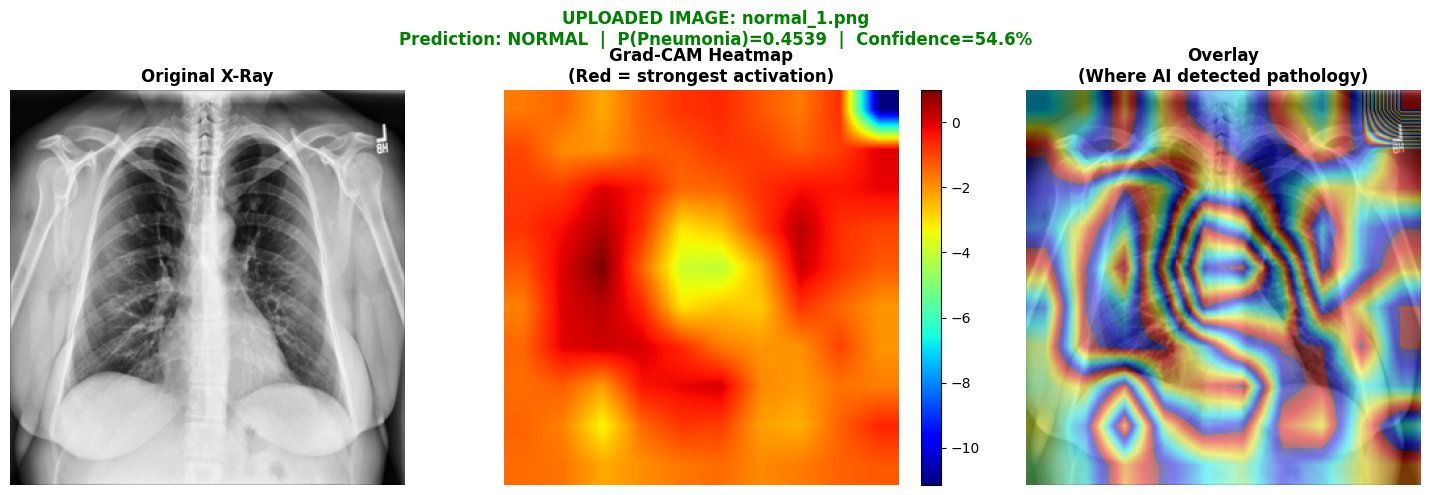 UPLOADED IMAGE: normal_1.png
Prediction: NORMAL | P(Pneumonia)=0.4539 | Confidence=54.6%
Original X-Ray
Grad-CAM Heatmap
(Red = strongest activation)
Overlay
(Where AI detected pathology)
L
0
−2
−4
−6
−8
−10